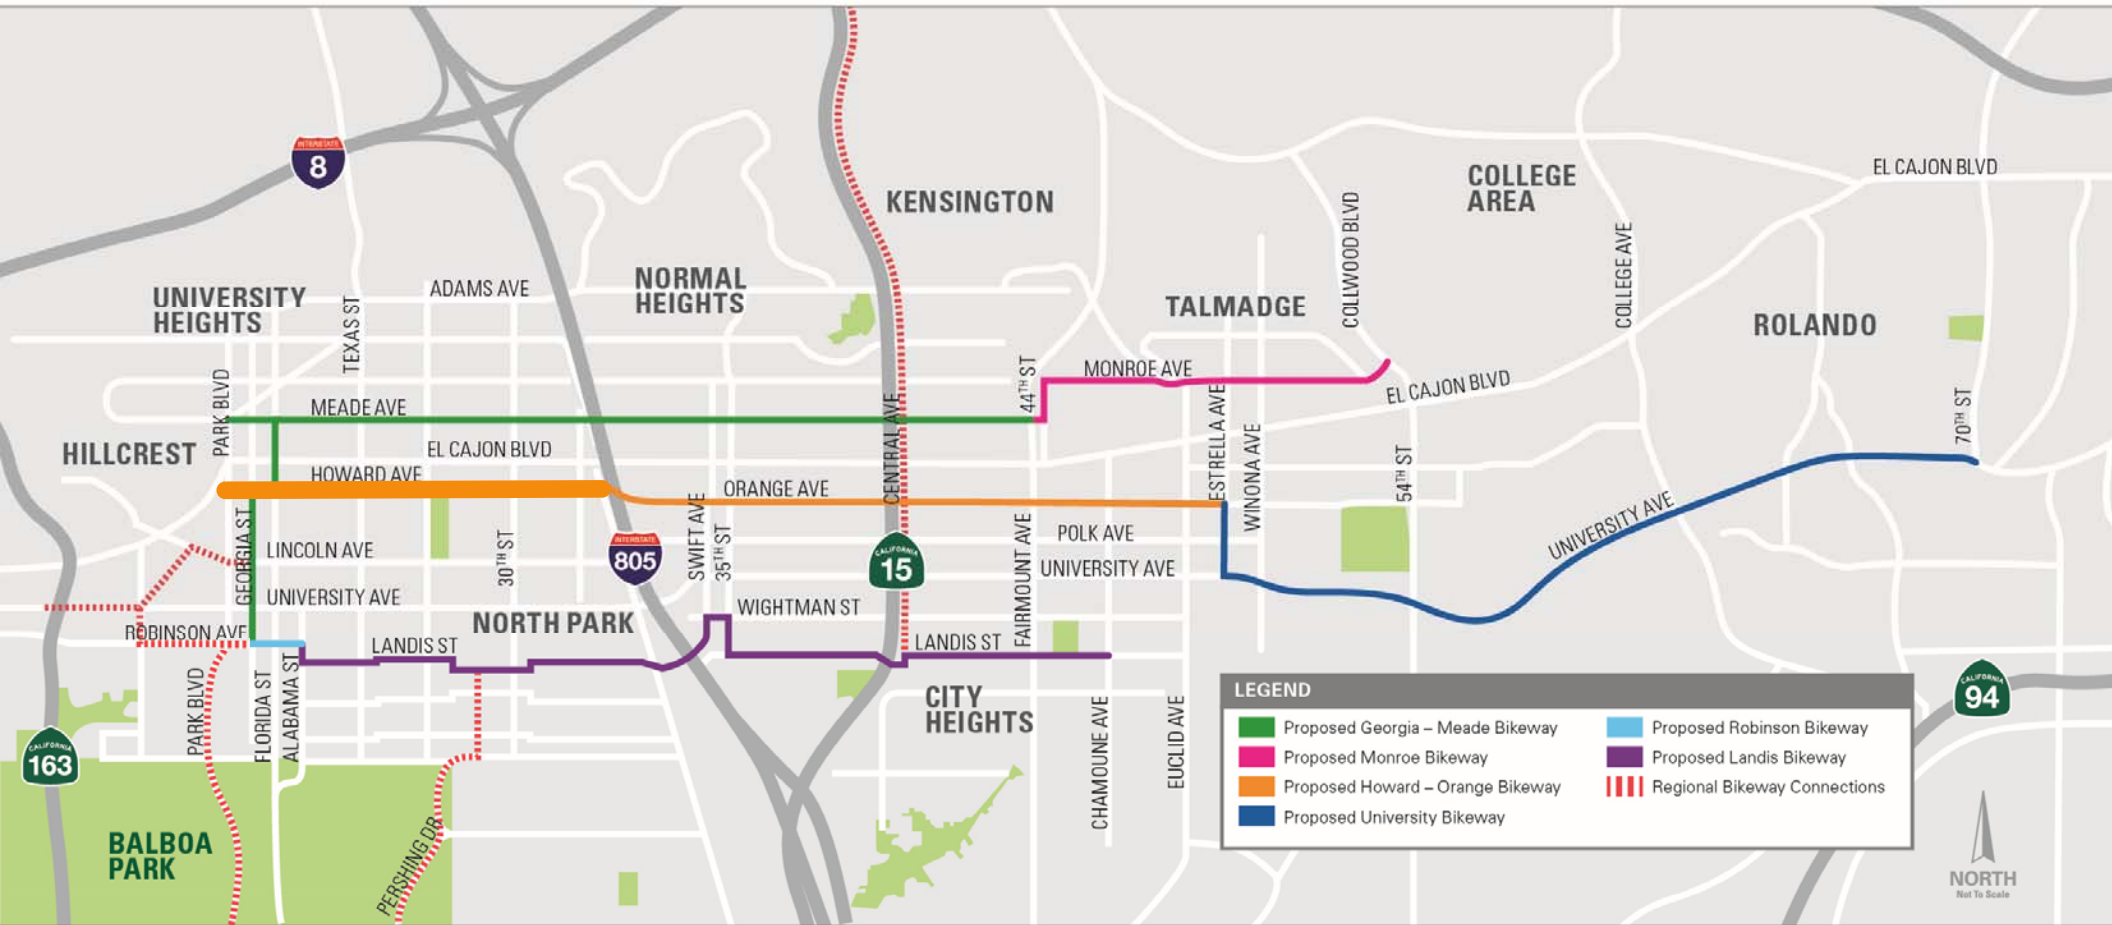 INTERSTATE
8
KENSINGTON
COLLEGE
AREA
EL CAJON BLVD
COLLWOOD BLVD
COLLEGE AVE
UNIVERSITY
HEIGHTS
TEXAS ST
ADAMS AVE
NORMAL
HEIGHTS
TALMADGE
ROLANDO
PARK BLVD
MEADE AVE
44TH ST
MONROE AVE
EL CAJON BLVD
ESTRELLA AVE
70TH ST
HILLCREST
EL CAJON BLVD
HOWARD AVE
CENTRAL AVE
WINONA AVE
54TH ST
ORANGE AVE
GEORGIA ST
LINCOLN AVE
30TH ST
INTERSTATE
805
SWIFT AVE
35TH ST
CALIFORNIA
15
FAIRMOUNT AVE
POLK AVE
UNIVERSITY AVE
UNIVERSITY AVE
UNIVERSITY AVE
NORTH PARK
WIGHTMAN ST
ROBINSON AVE
LANDIS ST
LANDIS ST
PARK BLVD
FLORIDA ST
ALABAMA ST
CITY
HEIGHTS
CHAMOUNE AVE
EUCLID AVE
CALIFORNIA
163
CALIFORNIA
94
BALBOA
PARK
PERSHING DR
LEGEND
Proposed Georgia – Meade Bikeway
Proposed Monroe Bikeway
Proposed Howard – Orange Bikeway
Proposed University Bikeway
Proposed Robinson Bikeway
Proposed Landis Bikeway
Regional Bikeway Connections
NORTH
Not To Scale